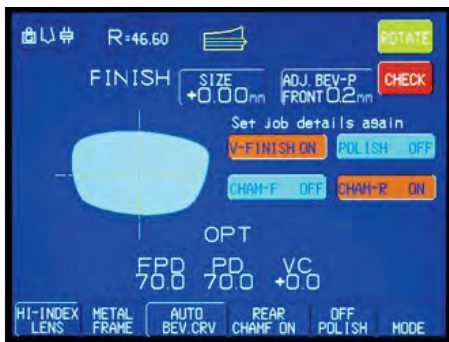 R=46.60
ROTATE
FINISH
SIZE
+0.00mm
ADJ. BEV-P
FRONT 0.2mm
CHECK
Set job details again
V-FINISH ON
POLISH OFF
CHAM-F OFF
CHAM-R ON
OPT
FPD PD VC
70.0 70.0 +0.0
HI-INDEX LENS
METAL FRAME
AUTO BEV.CRV
REAR CHAMF ON
OFF POLISH
MODE